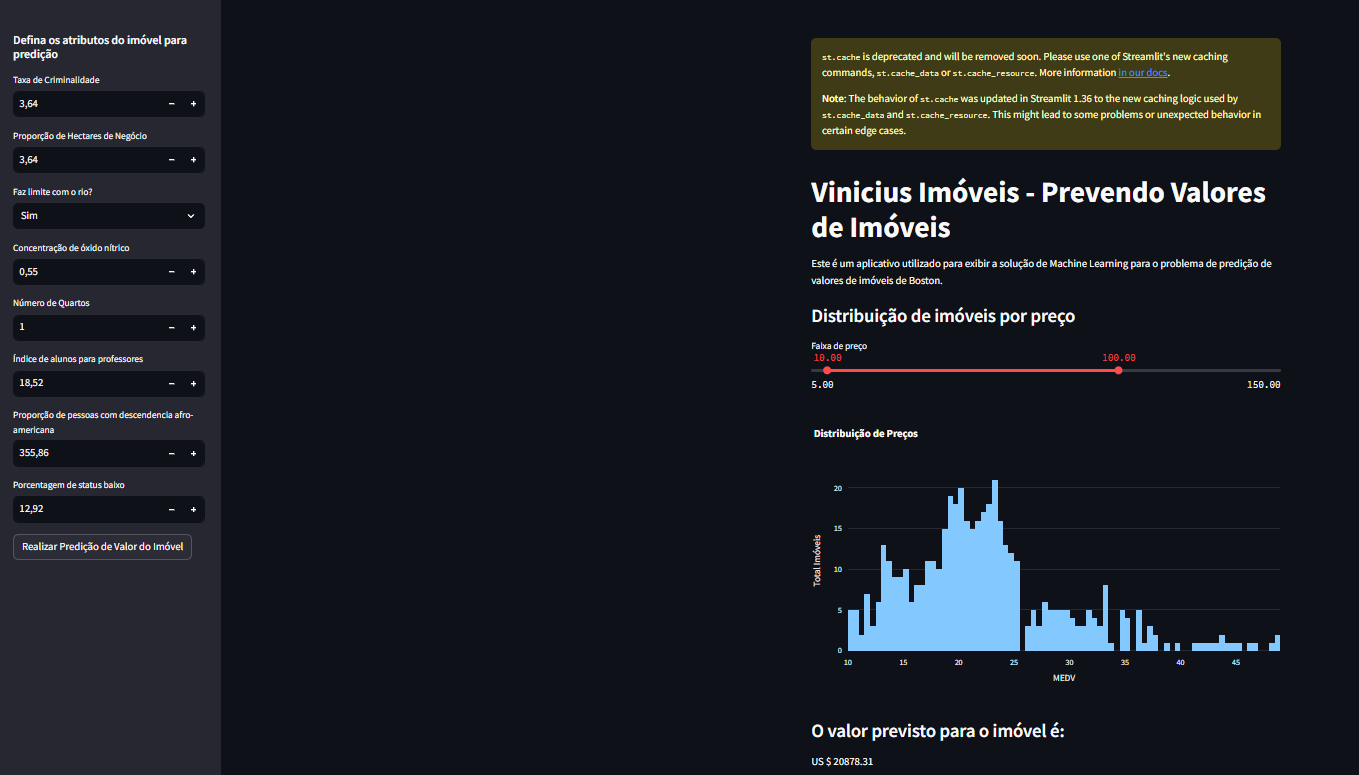 Defina os atributos do imóvel para
predição
Taxa de Criminalidade
3,64
Proporção de Hectares de Negócio
3,64
Faz limite com o rio?
Sim
Concentração de óxido nítrico
0,55
Número de Quartos
1
Índice de alunos para professores
18,52
Proporção de pessoas com descendencia afro-
americana
355,86
Porcentagem de status baixo
12,92
Realizar Predição de Valor do Imóvel
st.cache is deprecated and will be removed soon. Please use one of Streamlit's new caching
commands, st.cache_data or st.cache_resource. More information in our docs.
Note: The behavior of st.cache was updated in Streamlit 1.36 to the new caching logic used by
st.cache_data and st.cache_resource. This might lead to some problems or unexpected behavior in
certain edge cases.
Vinicius Imóveis - Prevendo Valores
de Imóveis
Este é um aplicativo utilizado para exibir a solução de Machine Learning para o problema de predição de
valores de imóveis de Boston.
Distribuição de imóveis por preço
Faixa de preço
10.00 100.00
5.00 150.00
Distribuição de Preços
Total Imóveis
20
15
10
5
0
10 15 20 25 30 35 40 45
MEDV
O valor previsto para o imóvel é:
US $ 20878.31